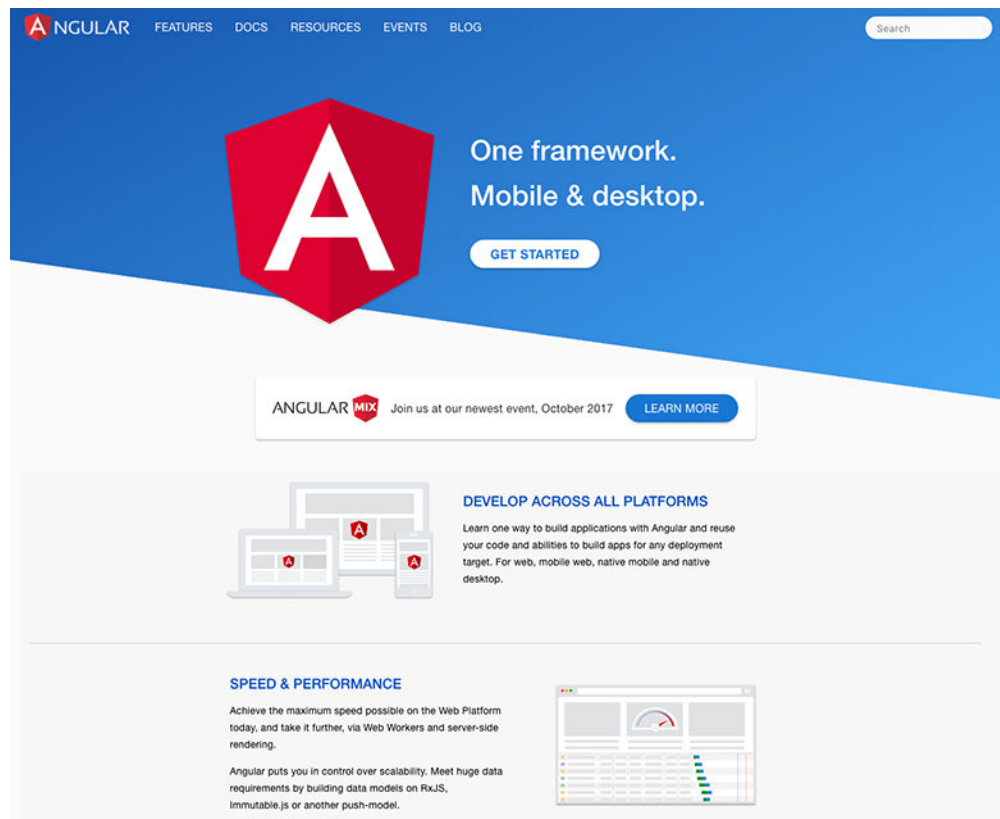 ANGULAR FEATURES DOCS RESOURCES EVENTS BLOG Search
A
One framework.
Mobile & desktop.
GET STARTED
ANGULAR MIX Join us at our newest event, October 2017 LEARN MORE
DEVELOP ACROSS ALL PLATFORMS
Learn one way to build applications with Angular and reuse
your code and abilities to build apps for any deployment
target. For web, mobile web, native mobile and native
desktop.
SPEED & PERFORMANCE
Achieve the maximum speed possible on the Web Platform
today, and take it further, via Web Workers and server-side
rendering.
Angular puts you in control over scalability. Meet huge data
requirements by building data models on RxJS,
Immutable.js or another push-model.